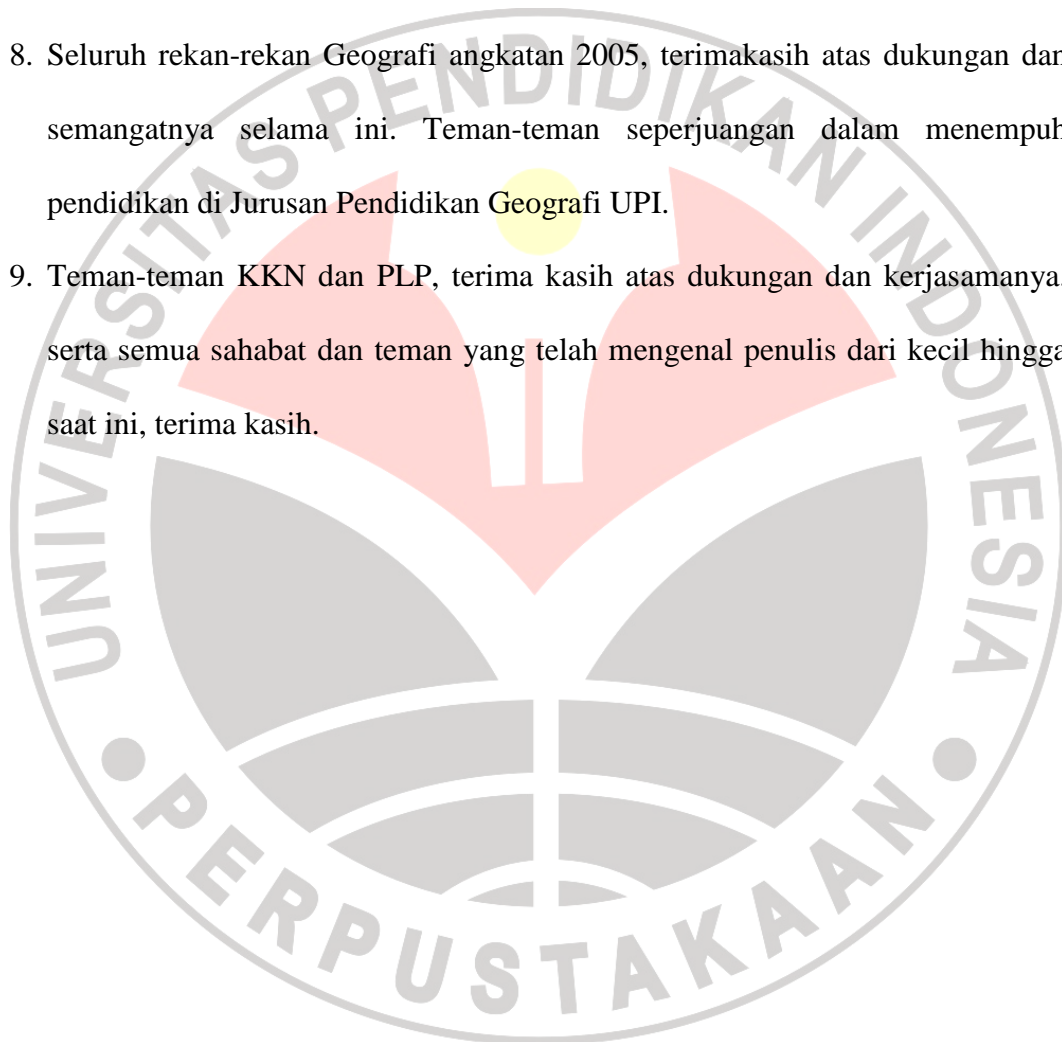 8. Seluruh rekan-rekan Geografi angkatan 2005, terimakasih atas dukungan dan
semangatnya selama ini. Teman-teman seperjuangan dalam menempuh
pendidikan di Jurusan Pendidikan Geografi UPI.
9. Teman-teman KKN dan PLP, terima kasih atas dukungan dan kerjasamanya.
serta semua sahabat dan teman yang telah mengenal penulis dari kecil hingga
saat ini, terima kasih.
UNIVERSITAS PENDIDIKAN INDONESIA
PERPUSTAKAAN